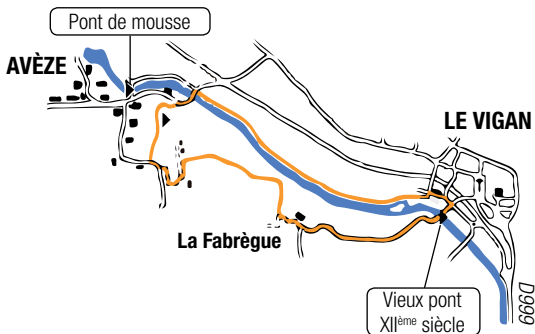 Pont de mousse
AVÈZE
LE VIGAN
La Fabrègue
Vieux pont
XIIème siècle
D999